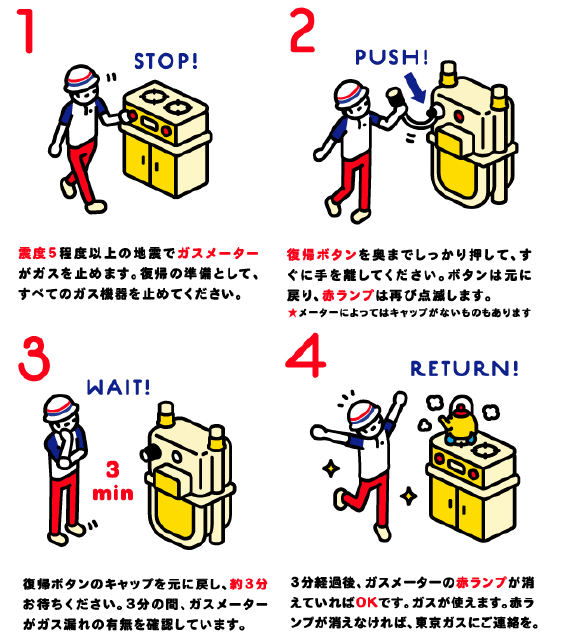 1
STOP!
震度5程度以上の地震でガスメーター
がガスを止めます。復帰の準備として、
すべてのガス機器を止めてください。
2
PUSH!
復帰ボタンを奥までしっかり押して、す
ぐに手を離してください。ボタンは元に
戻り、赤ランプは再び点滅します。
★メーターによってはキャップがないものもあります
3
WAIT!
3
min
復帰ボタンのキャップを元に戻し、約3分
お待ちください。3分の間、ガスメーター
がガス漏れの有無を確認しています。
4
RETURN!
3分経過後、ガスメーターの赤ランプが消
えていればOKです。ガスが使えます。赤ラ
ンプが消えなければ、東京ガスにご連絡を。